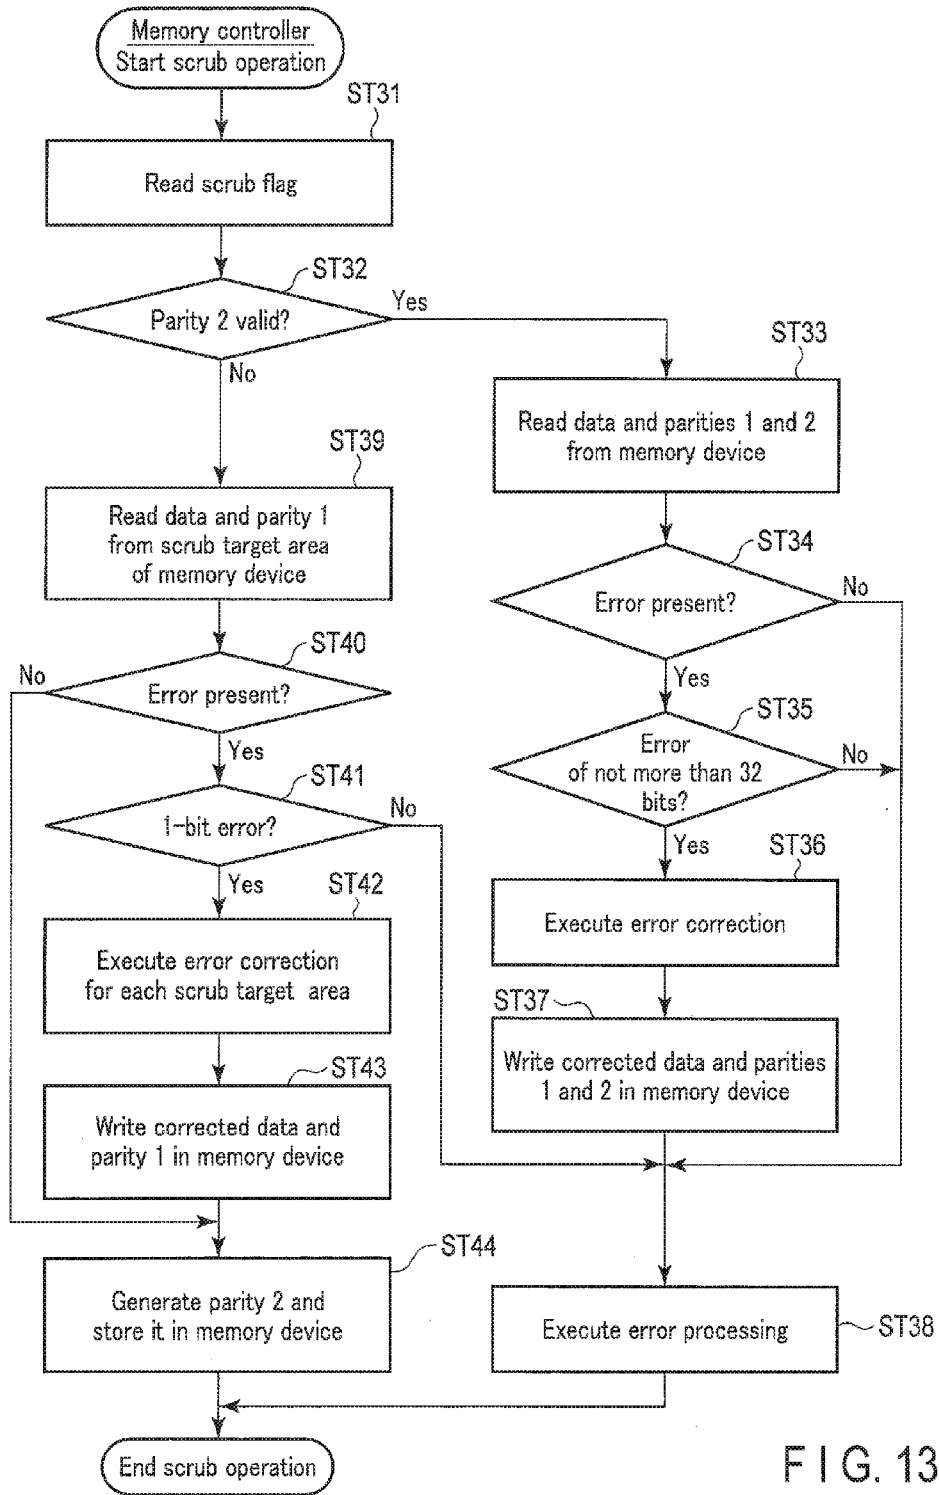 Memory controller
Start scrub operation
ST31
Read scrub flag
ST32
Parity 2 valid?
Yes
No
ST33
Read data and parities 1 and 2
from memory device
ST39
Read data and parity 1
from scrub target area
of memory device
ST34
Error present?
No
Yes
ST40
No
Error present?
Yes
ST35
Error
of not more than 32
bits?
No
Yes
ST41
1-bit error?
No
Yes
ST36
Execute error correction
ST42
Execute error correction
for each scrub target area
ST37
Write corrected data and parities
1 and 2 in memory device
ST43
Write corrected data and
parity 1 in memory device
ST44
Generate parity 2 and
store it in memory device
Execute error processing
ST38
End scrub operation
FIG. 13